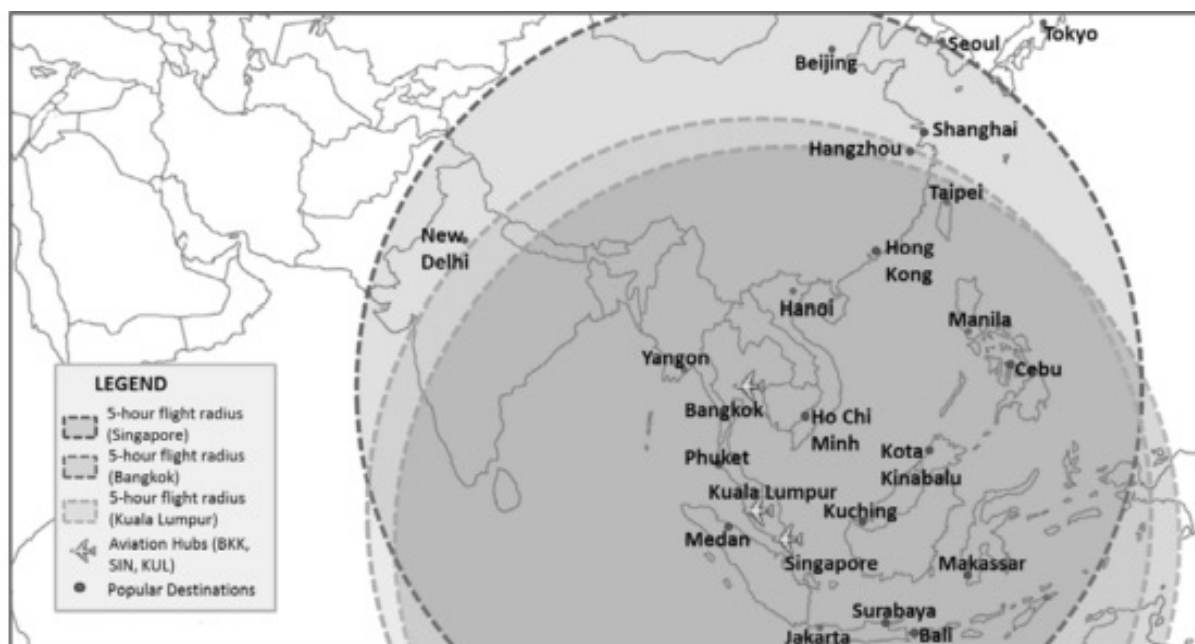 Tokyo
Seoul
Beijing
Shanghai
Hangzhou
Taipei
New
Delhi
Hong
Kong
Hanoi
Manila
Yangon
Cebu
Bangkok
Ho Chi
Minh
Phuket
Kota
Kinabalu
Kuala Lumpur
Kuching
Medan
Singapore
Makassar
Surabaya
Jakarta
Bali
LEGEND
5-hour flight radius
(Singapore)
5-hour flight radius
(Bangkok)
5-hour flight radius
(Kuala Lumpur)
Aviation Hubs (BKK,
SIN, KUL)
Popular Destinations